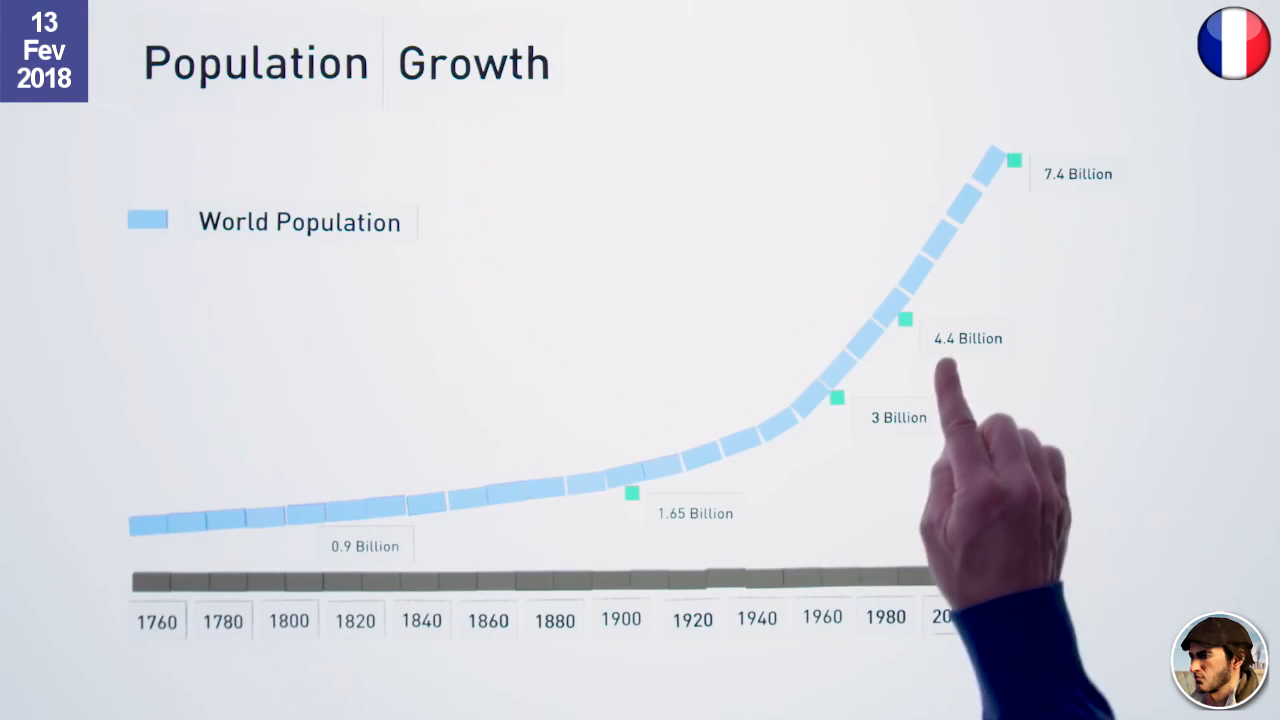 13
Fev
2018
Population Growth
World Population
7.4 Billion
4.4 Billion
3 Billion
1.65 Billion
0.9 Billion
1760 1780 1800 1820 1840 1860 1880 1900 1920 1940 1960 1980